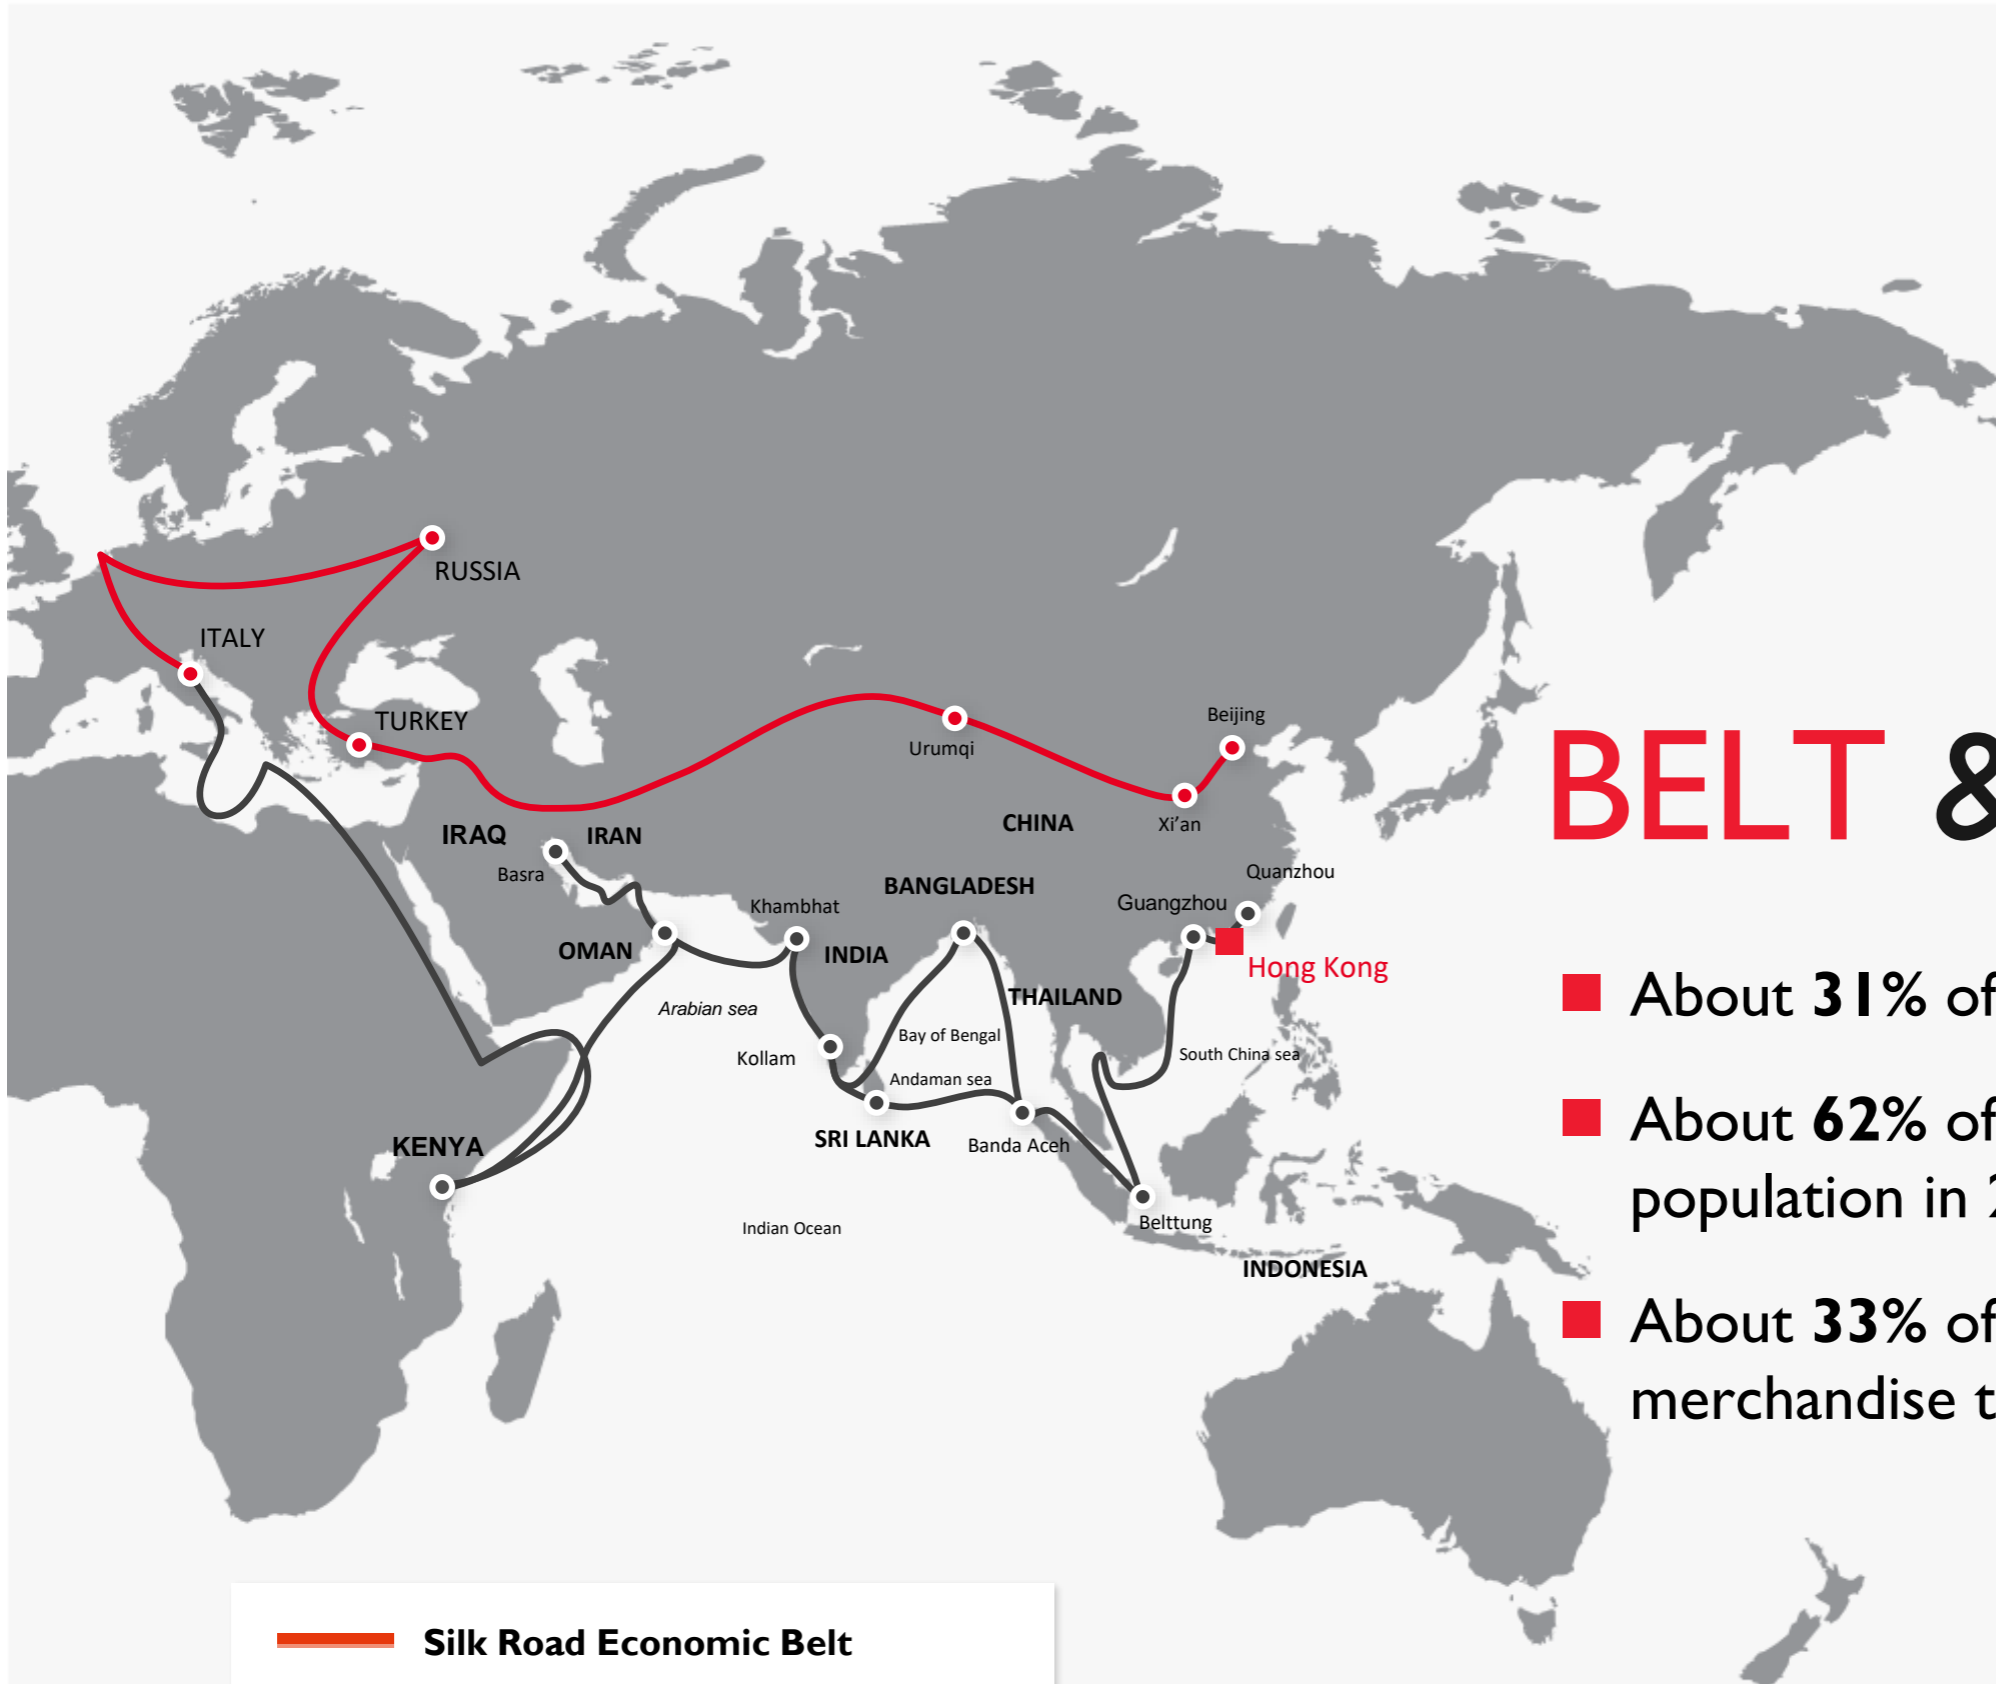 RUSSIA
ITALY
TURKEY
Beijing
Urumqi
BELT &
IRAQ
IRAN
CHINA
Xi'an
Basra
Quanzhou
BANGLADESH
Khambhat
Guangzhou
OMAN
INDIA
Hong Kong
THAILAND
About 31% of
Arabian sea
Bay of Bengal
Kollam
South China sea
Andaman sea
About 62% of
KENYA
SRI LANKA
Banda Aceh
population in 2
Indian Ocean
Belttung
INDONESIA
About 33% of
merchandise t
Silk Road Economic Belt